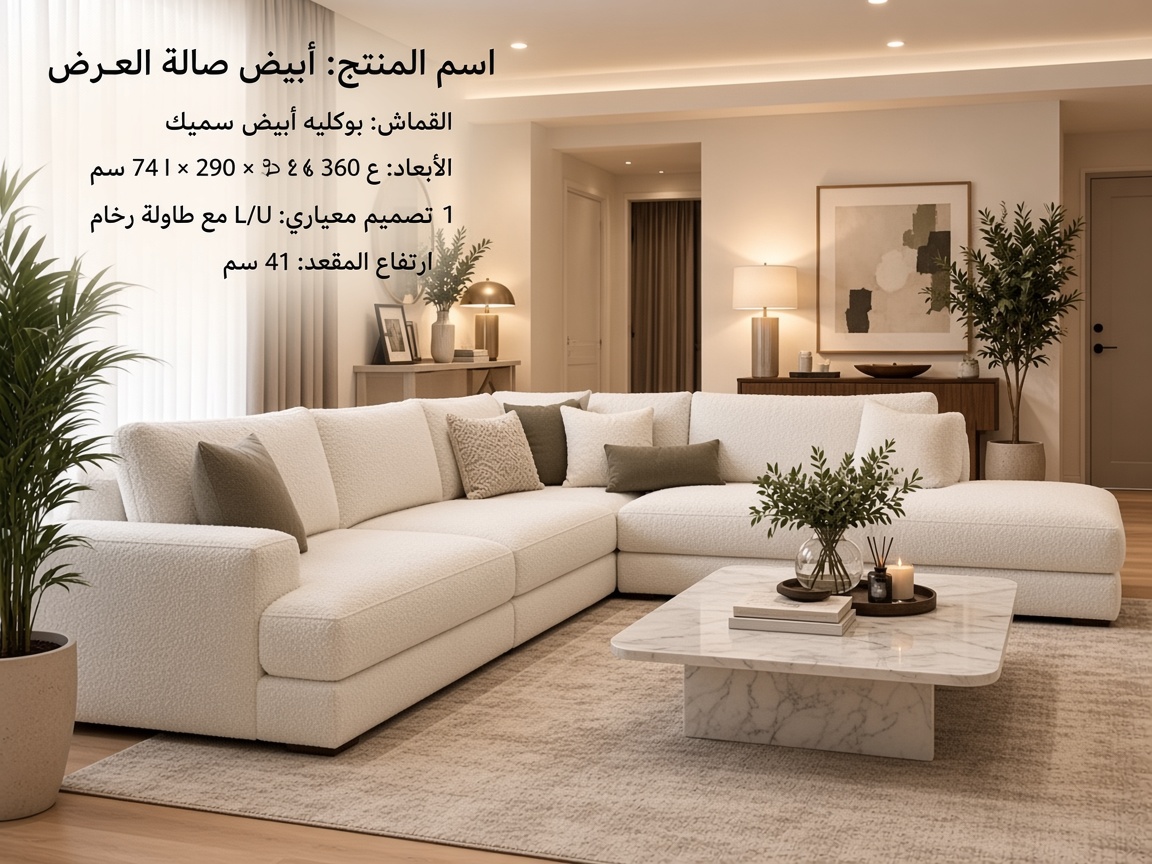 اسم المنتج: أبيض صالة العرض
القماش: بوكليه أبيض سميك
الأبعاد: ع 360 × 290 × ا 74 سم
1 تصميم معياري: L/U مع طاولة رخام
ارتفاع المقعد: 41 سم